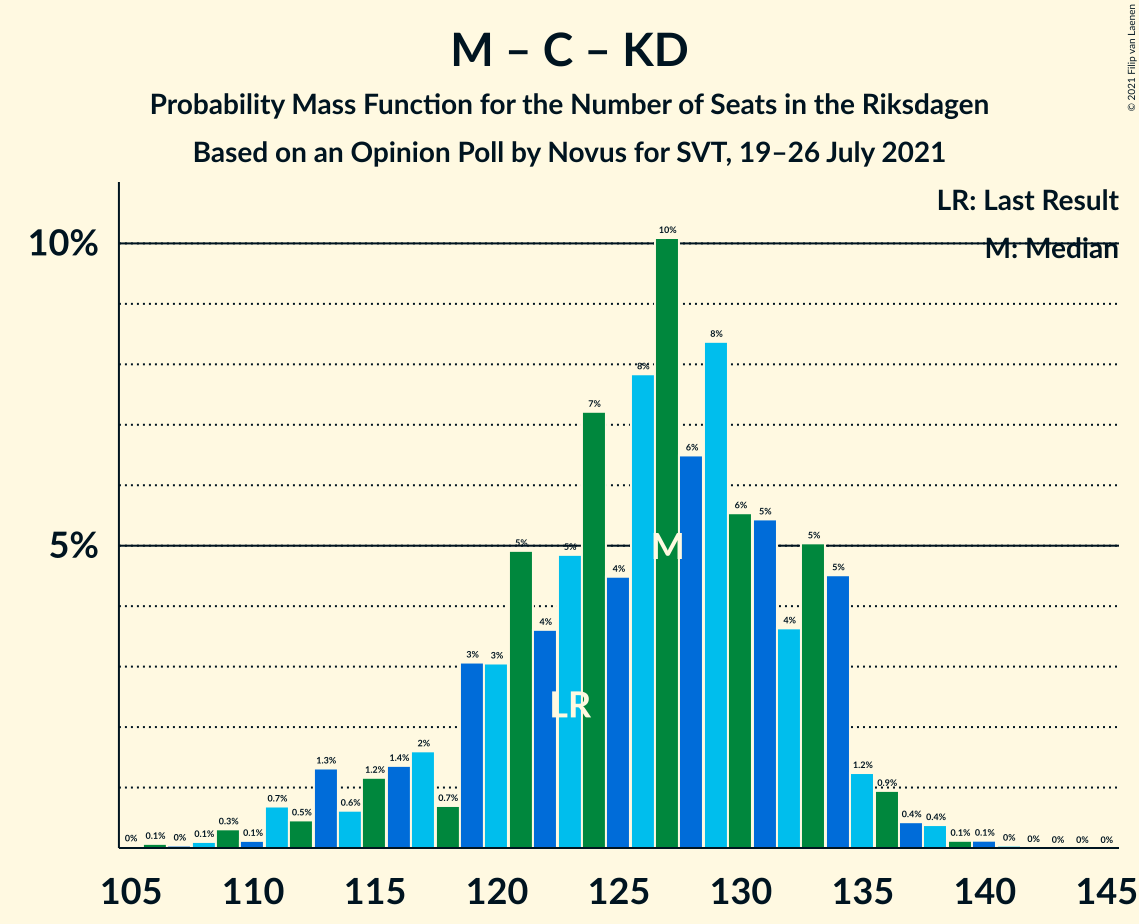 © 2021 Filip van Laenen
M – C – KD
Probability Mass Function for the Number of Seats in the Riksdagen
Based on an Opinion Poll by Novus for SVT, 19–26 July 2021
LR: Last Result
M: Median
10%
5%
0% 0.1% 0% 0.1% 0.3% 0.1% 0.7% 0.5% 1.3% 0.6% 1.2% 1.4% 2% 0.7% 3% 3% 5% 4% 5% 7% 4% 8% 10% 6% 8% 6% 5% 4% 5% 5% 1.2% 0.9% 0.4% 0.4% 0.1% 0.1% 0% 0% 0% 0% 0%
M
LR
105 110 115 120 125 130 135 140 145